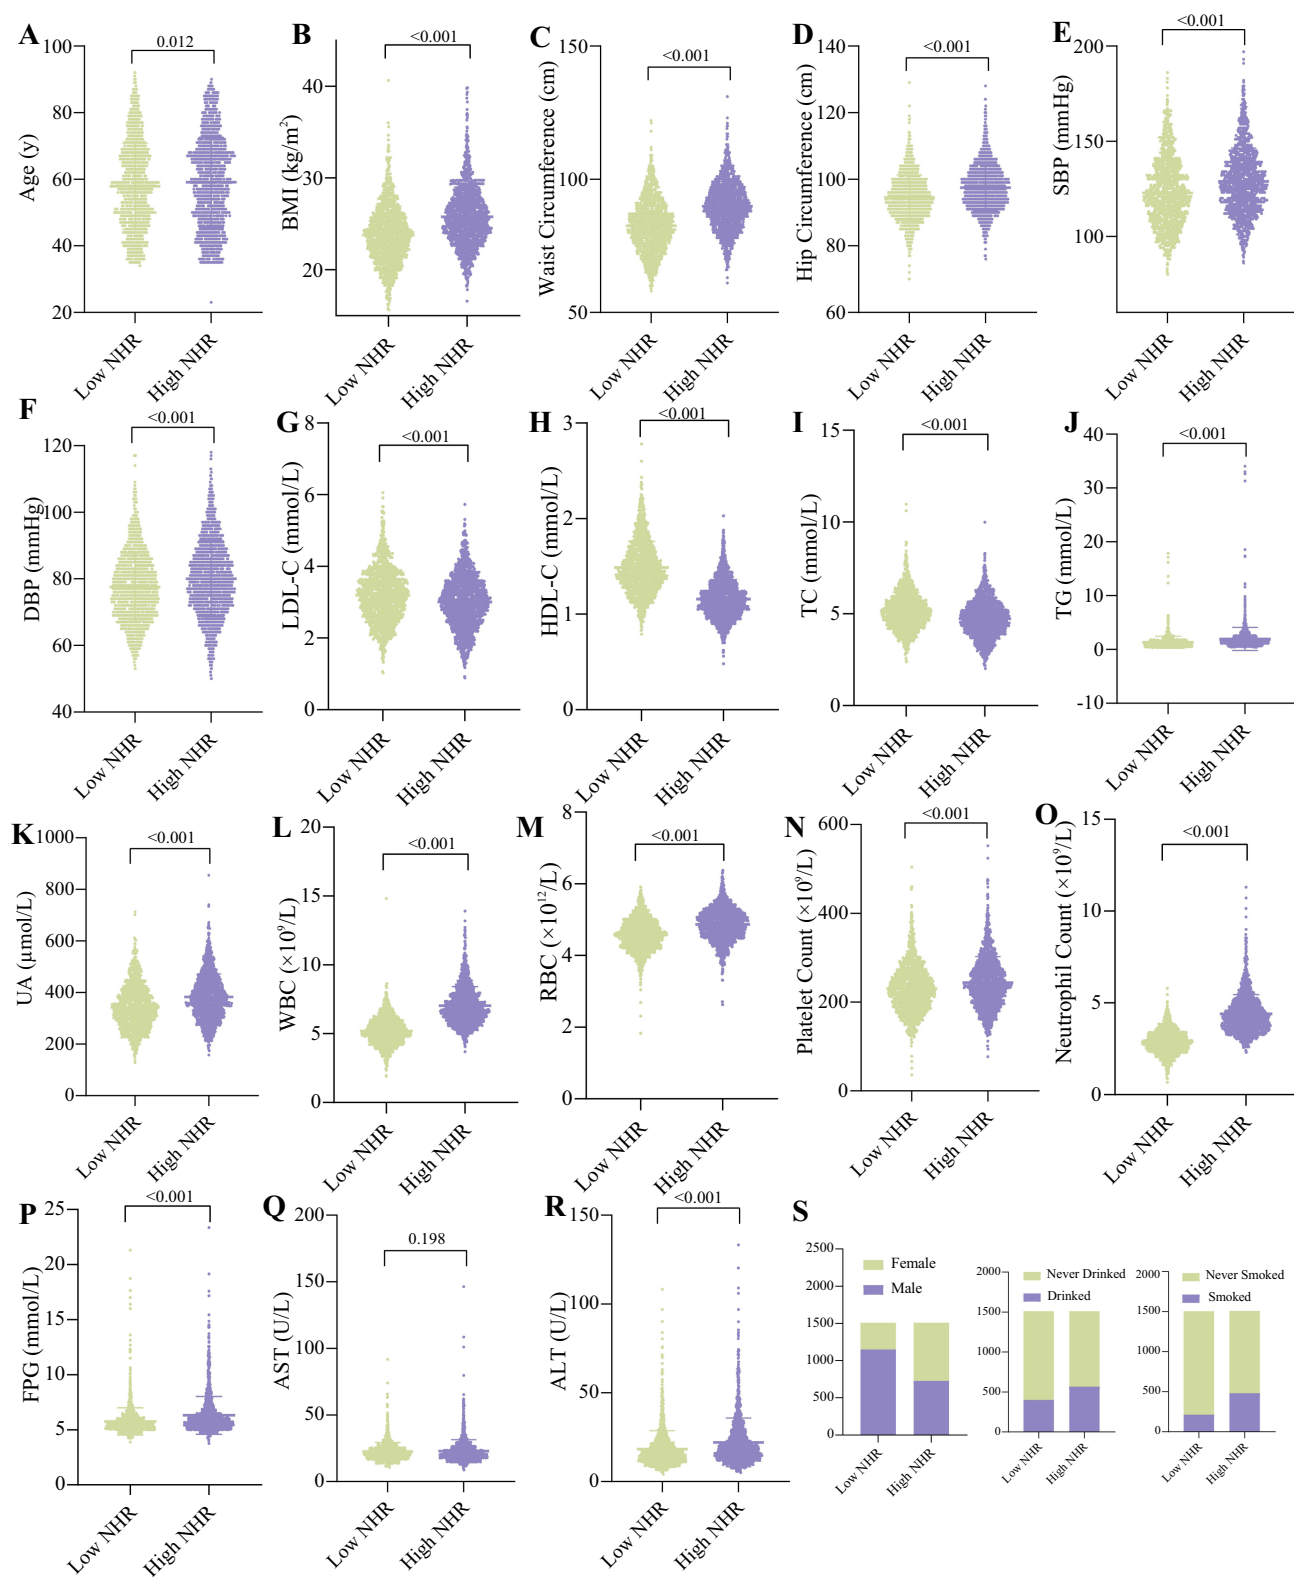 A
Age (y)
100
80
60
40
20
0.012
Low NHR
High NHR
B
BMI (kg/m²)
40
30
20
<0.001
Low NHR
High NHR
C
Waist Circumference (cm)
150
100
50
<0.001
Low NHR
High NHR
D
Hip Circumference (cm)
140
120
100
80
60
<0.001
Low NHR
High NHR
E
SBP (mmHg)
200
150
100
<0.001
Low NHR
High NHR
F
DBP (mmHg)
120
100
80
60
40
<0.001
Low NHR
High NHR
G
LDL-C (mmol/L)
8
6
4
2
0
<0.001
Low NHR
High NHR
H
HDL-C (mmol/L)
3
2
1
0
<0.001
Low NHR
High NHR
I
TC (mmol/L)
15
10
5
0
<0.001
Low NHR
High NHR
J
TG (mmol/L)
40
30
20
10
0
-10
<0.001
Low NHR
High NHR
K
UA (μmol/L)
1000
800
600
400
200
0
<0.001
Low NHR
High NHR
L
WBC (×10⁹/L)
20
15
10
5
0
<0.001
Low NHR
High NHR
M
RBC (×10¹²/L)
8
6
4
2
0
<0.001
Low NHR
High NHR
N
Platelet Count (×10⁹/L)
600
400
200
0
<0.001
Low NHR
High NHR
O
Neutrophil Count (×10⁹/L)
15
10
5
0
<0.001
Low NHR
High NHR
P
FPG (mmol/L)
25
20
15
10
5
0
<0.001
Low NHR
High NHR
Q
AST (U/L)
200
150
100
50
0
0.198
Low NHR
High NHR
R
ALT (U/L)
150
100
50
0
<0.001
Low NHR
High NHR
S
2500
2000
1500
1000
500
0
Female
Male
Low NHR
High NHR
2000
1500
1000
500
0
Never Drinked
Drinked
Low NHR
High NHR
2000
1500
1000
500
0
Never Smoked
Smoked
Low NHR
High NHR